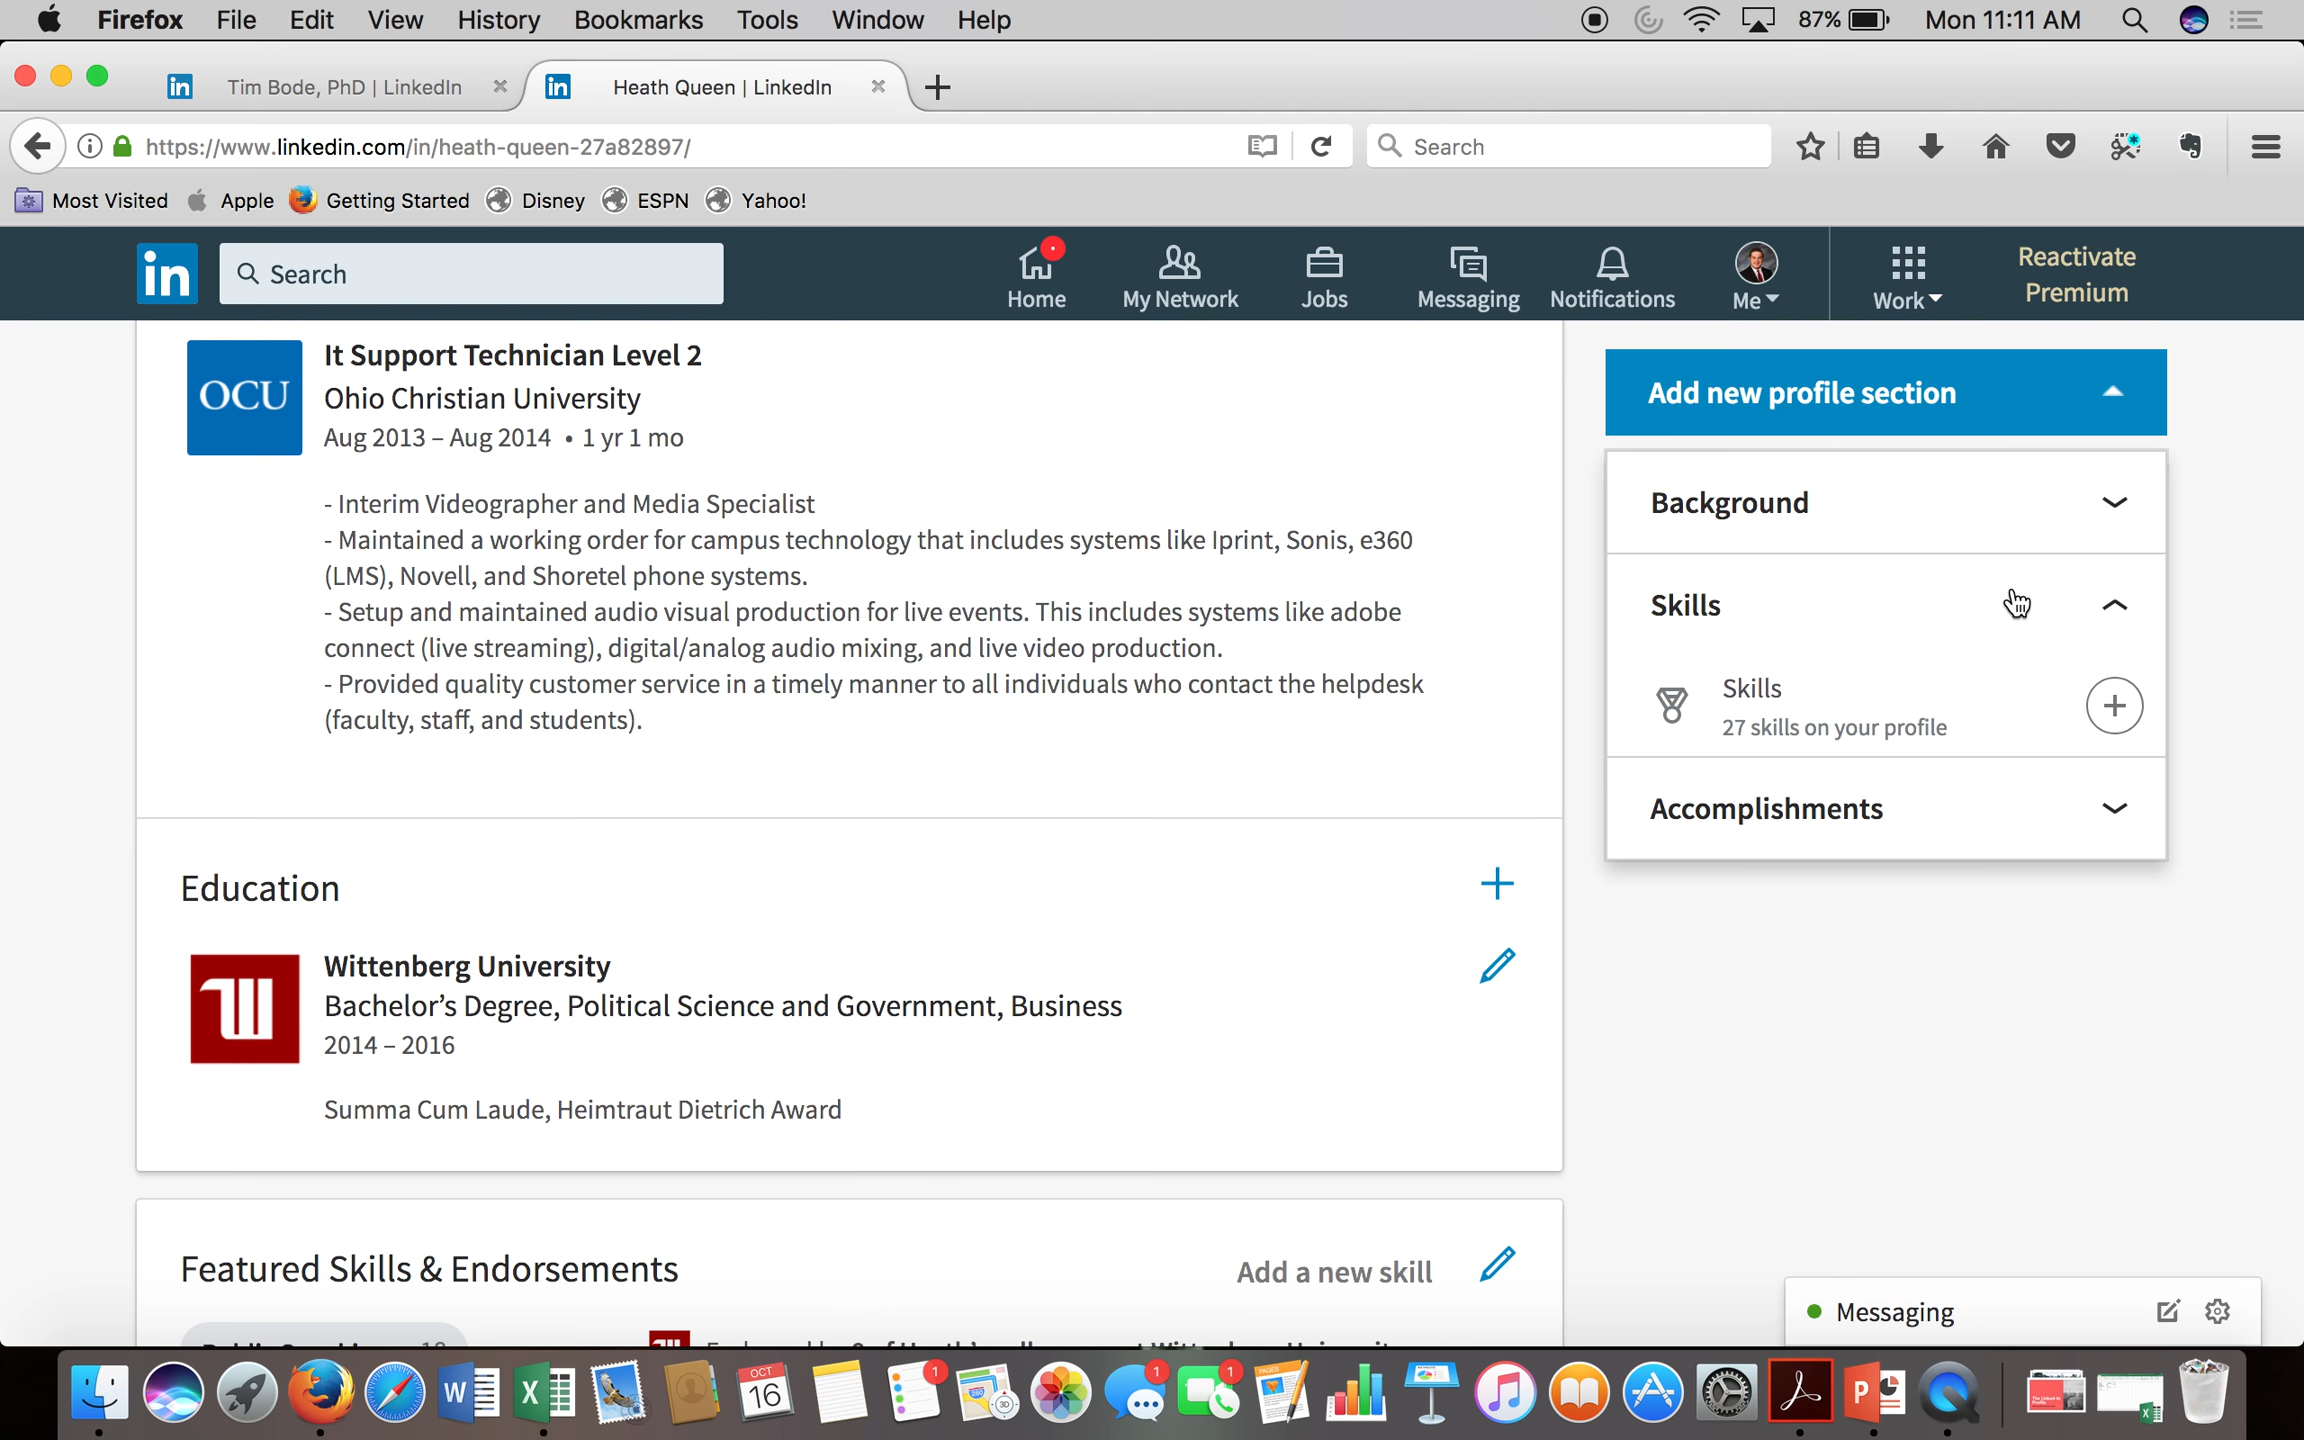 Firefox File Edit View History Bookmarks Tools Window Help 87% Mon 11:11 AM
in Tim Bode, PhD | LinkedIn in Heath Queen | LinkedIn
https://www.linkedin.com/in/heath-queen-27a82897/ Search
Most Visited Apple Getting Started Disney ESPN Yahoo!
in Search Home My Network Jobs Messaging Notifications Me Work Reactivate Premium
OCU
It Support Technician Level 2
Ohio Christian University
Aug 2013 – Aug 2014 • 1 yr 1 mo
- Interim Videographer and Media Specialist
- Maintained a working order for campus technology that includes systems like Iprint, Sonis, e360
(LMS), Novell, and Shoretel phone systems.
- Setup and maintained audio visual production for live events. This includes systems like adobe
connect (live streaming), digital/analog audio mixing, and live video production.
- Provided quality customer service in a timely manner to all individuals who contact the helpdesk
(faculty, staff, and students).
Education
Wittenberg University
Bachelor's Degree, Political Science and Government, Business
2014 – 2016
Summa Cum Laude, Heimtraut Dietrich Award
Featured Skills & Endorsements
Add a new skill
Add new profile section
Background
Skills
Skills
27 skills on your profile
Accomplishments
Messaging
OCT
16
1
1
1